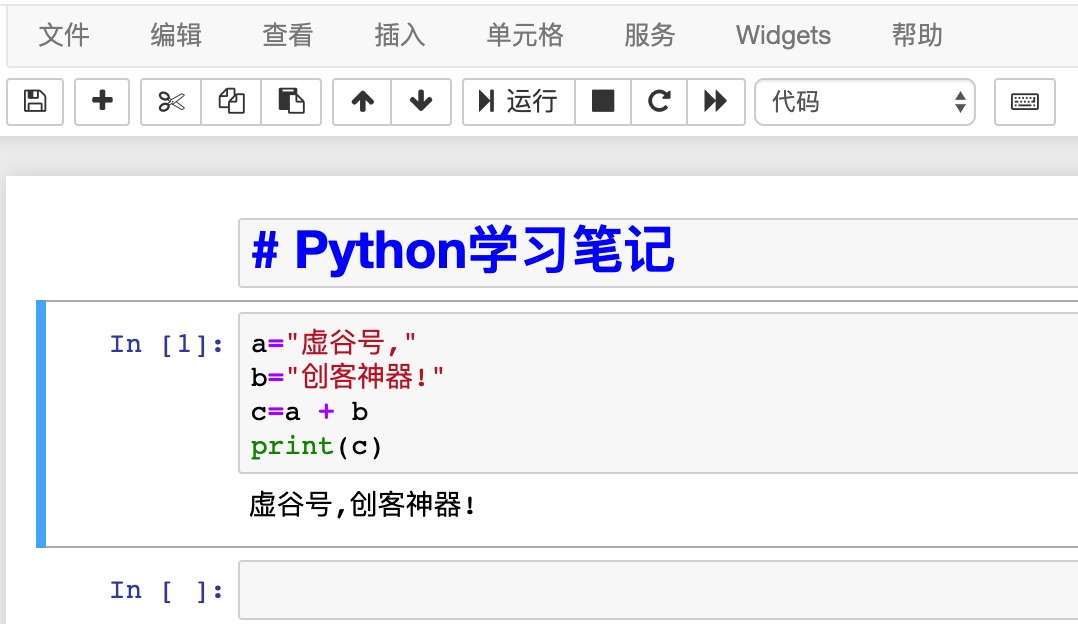 文件 编辑 查看 插入 单元格 服务 Widgets 帮助
运行 代码
# Python学习笔记
In [1]: a="虚谷号,"
b="创客神器!"
c=a + b
print(c)
虚谷号,创客神器!
In [ ]: